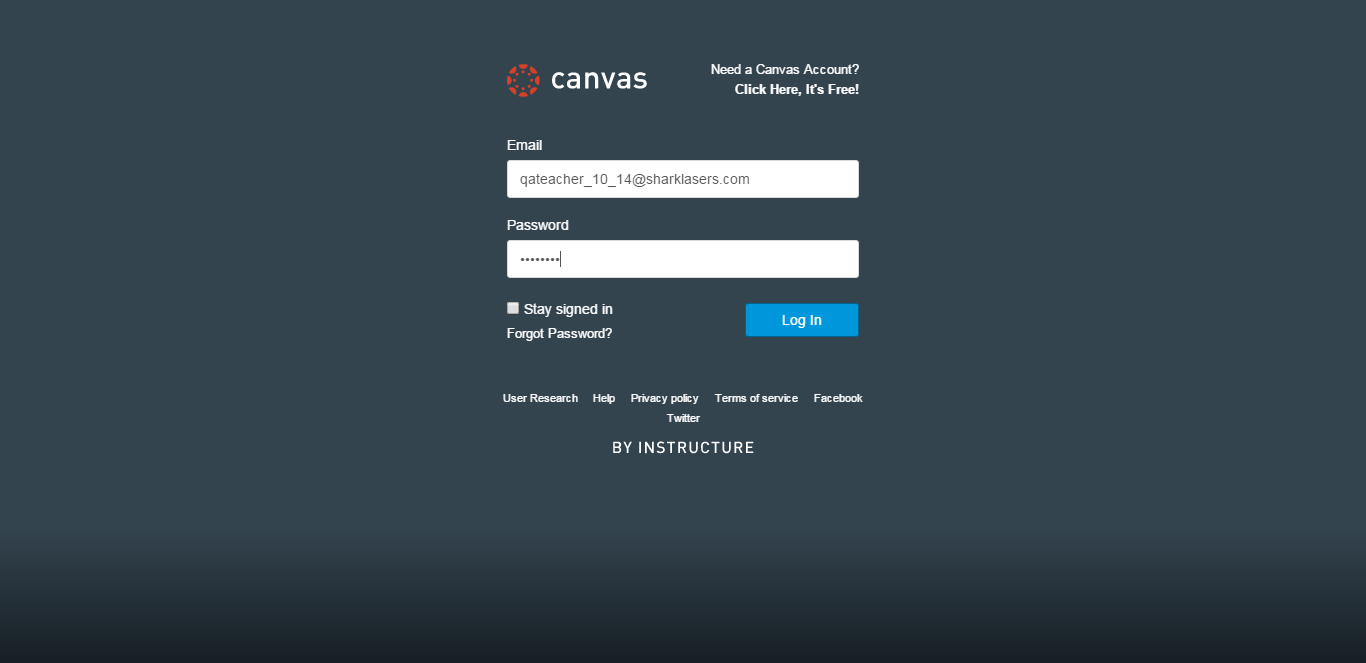 canvas
Need a Canvas Account?
Click Here, It's Free!
Email
qateacher_10_14@sharklasers.com
Password
••••••••
Stay signed in
Log In
Forgot Password?
User Research Help Privacy policy Terms of service Facebook
Twitter
BY INSTRUCTURE